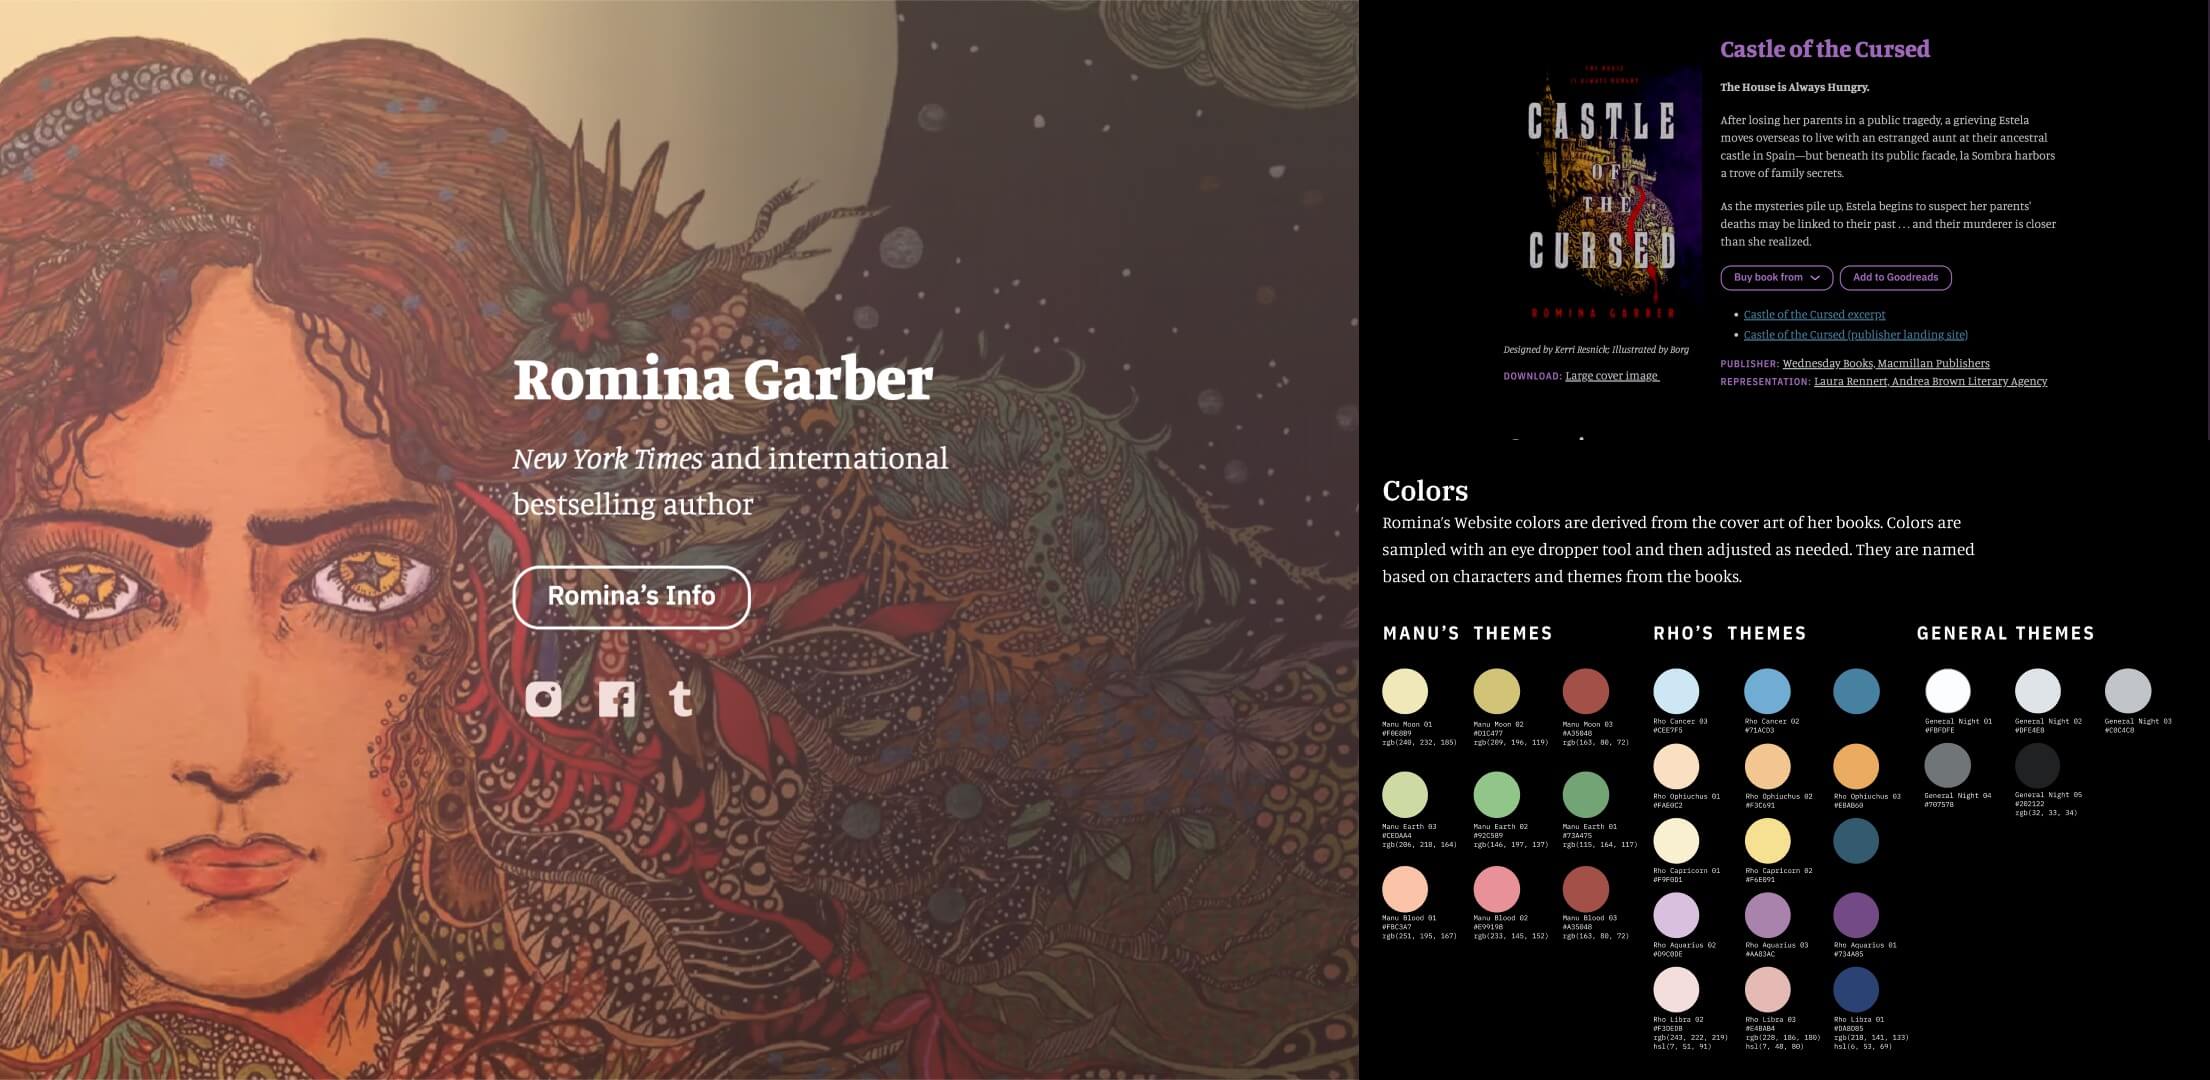 Romina Garber
New York Times and international
bestselling author
Romina's Info
THE HOUSE
IS ALWAYS HUNGRY
CASTLE
OF
THE
CURSED
ROMINA GARBER
Designed by Kerri Resnick; Illustrated by Borg
DOWNLOAD: Large cover image
Castle of the Cursed
The House is Always Hungry.
After losing her parents in a public tragedy, a grieving Estela
moves overseas to live with an estranged aunt at their ancestral
castle in Spain—but beneath its public facade, la Sombra harbors
a trove of family secrets.
As the mysteries pile up, Estela begins to suspect her parents'
deaths may be linked to their past . . . and their murderer is closer
than she realized.
Buy book from
Add to Goodreads
• Castle of the Cursed excerpt
• Castle of the Cursed (publisher landing site)
PUBLISHER: Wednesday Books, Macmillan Publishers
REPRESENTATION: Laura Rennert, Andrea Brown Literary Agency
Colors
Romina's Website colors are derived from the cover art of her books. Colors are
sampled with an eye dropper tool and then adjusted as needed. They are named
based on characters and themes from the books.
MANU'S THEMES
Manu Moon 01
#F0E8B9
rgb(240, 232, 185)
Manu Moon 02
#D1C477
rgb(209, 196, 119)
Manu Moon 03
#A35048
rgb(163, 80, 72)
Manu Earth 03
#CEDAA4
rgb(206, 218, 164)
Manu Earth 02
#92C589
rgb(146, 197, 137)
Manu Earth 01
#73A475
rgb(115, 164, 117)
Manu Blood 01
#FBC3A7
rgb(251, 195, 167)
Manu Blood 02
#E99198
rgb(233, 145, 152)
Manu Blood 03
#A35048
rgb(163, 80, 72)
RHO'S THEMES
Rho Cancer 03
#CEE7F5
Rho Cancer 02
#71ACD3
Rho Ophiuchus 01
#FAE0C2
Rho Ophiuchus 02
#F3C691
Rho Ophiuchus 03
#EBAB60
Rho Capricorn 01
#F9F0D1
Rho Capricorn 02
#F6E091
Rho Aquarius 02
#D9C0DE
Rho Aquarius 03
#AA83AC
Rho Aquarius 01
#734A85
Rho Libra 02
#F3DEDB
rgb(243, 222, 219)
hsl(7, 51, 91)
Rho Libra 03
#E4BAB4
rgb(228, 186, 180)
hsl(7, 48, 80)
Rho Libra 01
#DA8D85
rgb(218, 141, 133)
hsl(6, 53, 69)
GENERAL THEMES
General Night 01
#FBFDFE
General Night 02
#DFE4E8
General Night 03
#C0C4C8
General Night 04
#707578
General Night 05
#202122
rgb(32, 33, 34)